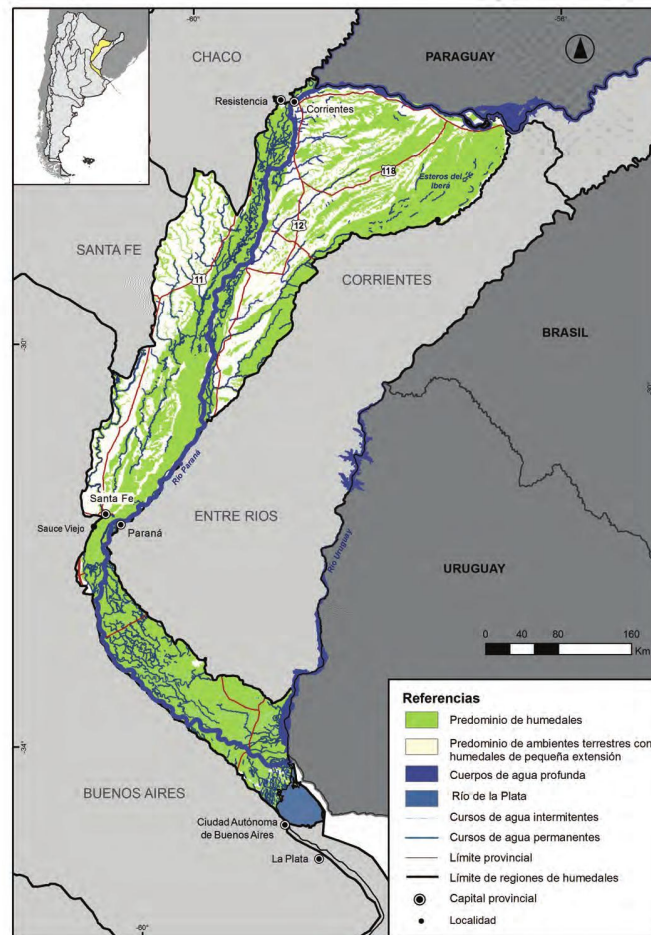 -60°
-56°
CHACO
PARAGUAY
Resistencia
Corrientes
118
Esteros del
Iberá
12
SANTA FE
11
CORRIENTES
-30°
BRASIL
Río Paraná
Santa Fe
Sauce Viejo
Paraná
ENTRE RIOS
Río Uruguay
URUGUAY
0 40 80 160
Km
-34°
BUENOS AIRES
Ciudad Autónoma
de Buenos Aires
La Plata
-60°
Referencias
Predominio de humedales
Predominio de ambientes terrestres con
humedales de pequeña extensión
Cuerpos de agua profunda
Río de la Plata
Cursos de agua intermitentes
Cursos de agua permanentes
Límite provincial
Límite de regiones de humedales
Capital provincial
Localidad